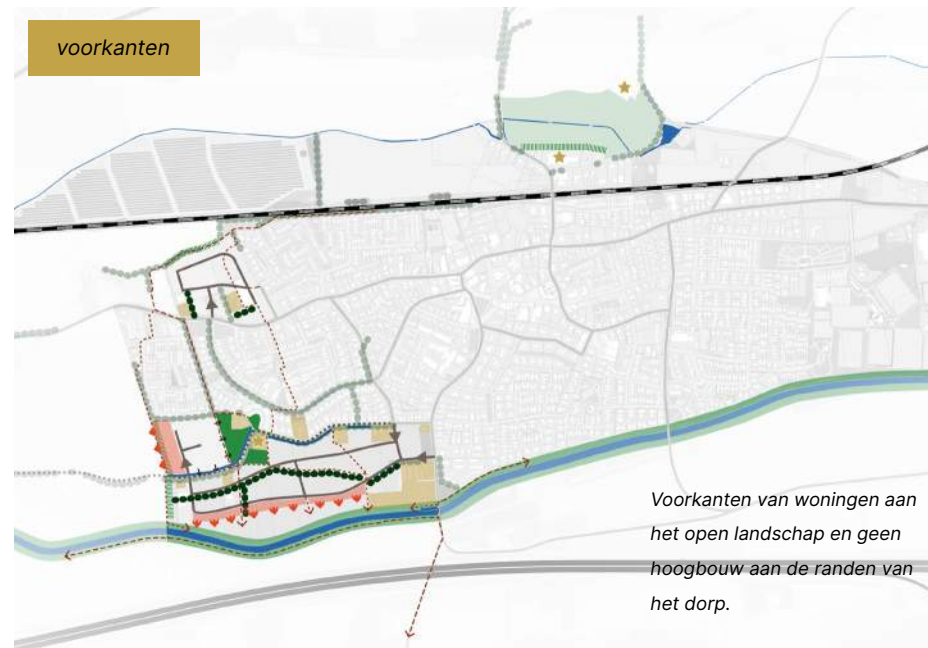 voorkanten
Voorkanten van woningen aan
het open landschap en geen
hoogbouw aan de randen van
het dorp.